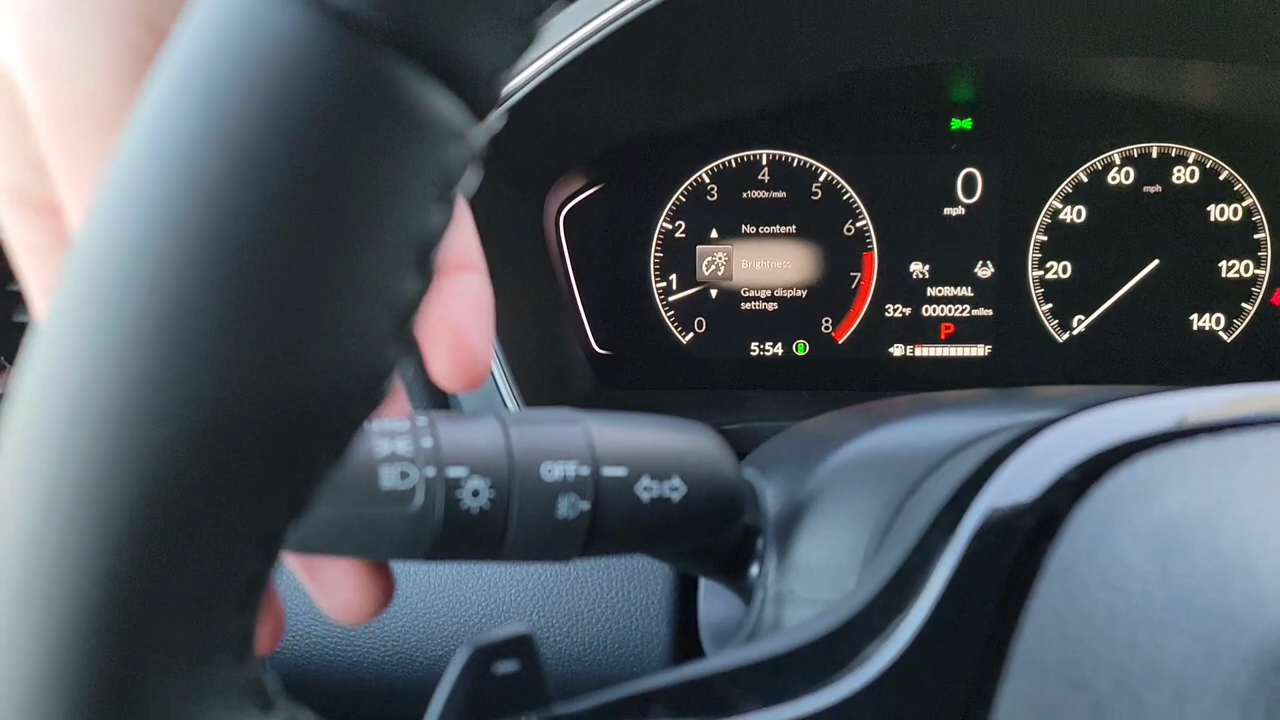 4
3 5
x1000r/min
2 6
No content
Brightness
1 7
Gauge display
settings
0 8
5:54
0
mph
NORMAL
32°F 000022 miles
P
E F
60 80
mph
40 100
20 120
0 140
OFF